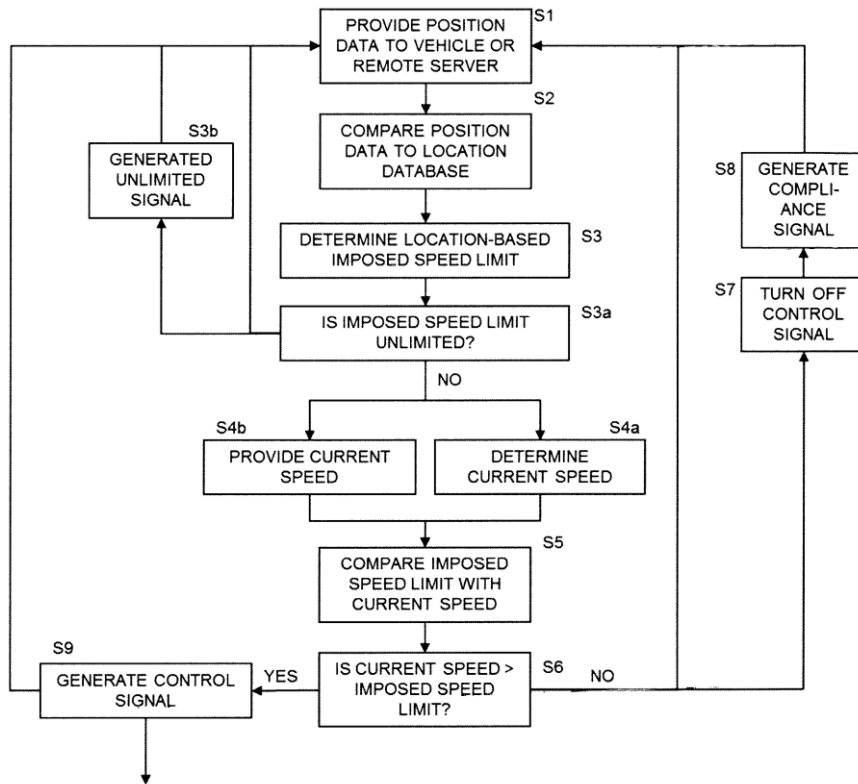 S1
PROVIDE POSITION
DATA TO VEHICLE OR
REMOTE SERVER
S2
COMPARE POSITION
DATA TO LOCATION
DATABASE
S3b
GENERATED
UNLIMITED
SIGNAL
S8
GENERATE
COMPLI-
ANCE
SIGNAL
S3
DETERMINE LOCATION-BASED
IMPOSED SPEED LIMIT
S7
TURN OFF
CONTROL
SIGNAL
S3a
IS IMPOSED SPEED LIMIT
UNLIMITED?
NO
S4b
PROVIDE CURRENT
SPEED
S4a
DETERMINE
CURRENT SPEED
S5
COMPARE IMPOSED
SPEED LIMIT WITH
CURRENT SPEED
S9
GENERATE CONTROL
SIGNAL
YES
S6
IS CURRENT SPEED >
IMPOSED SPEED
LIMIT?
NO